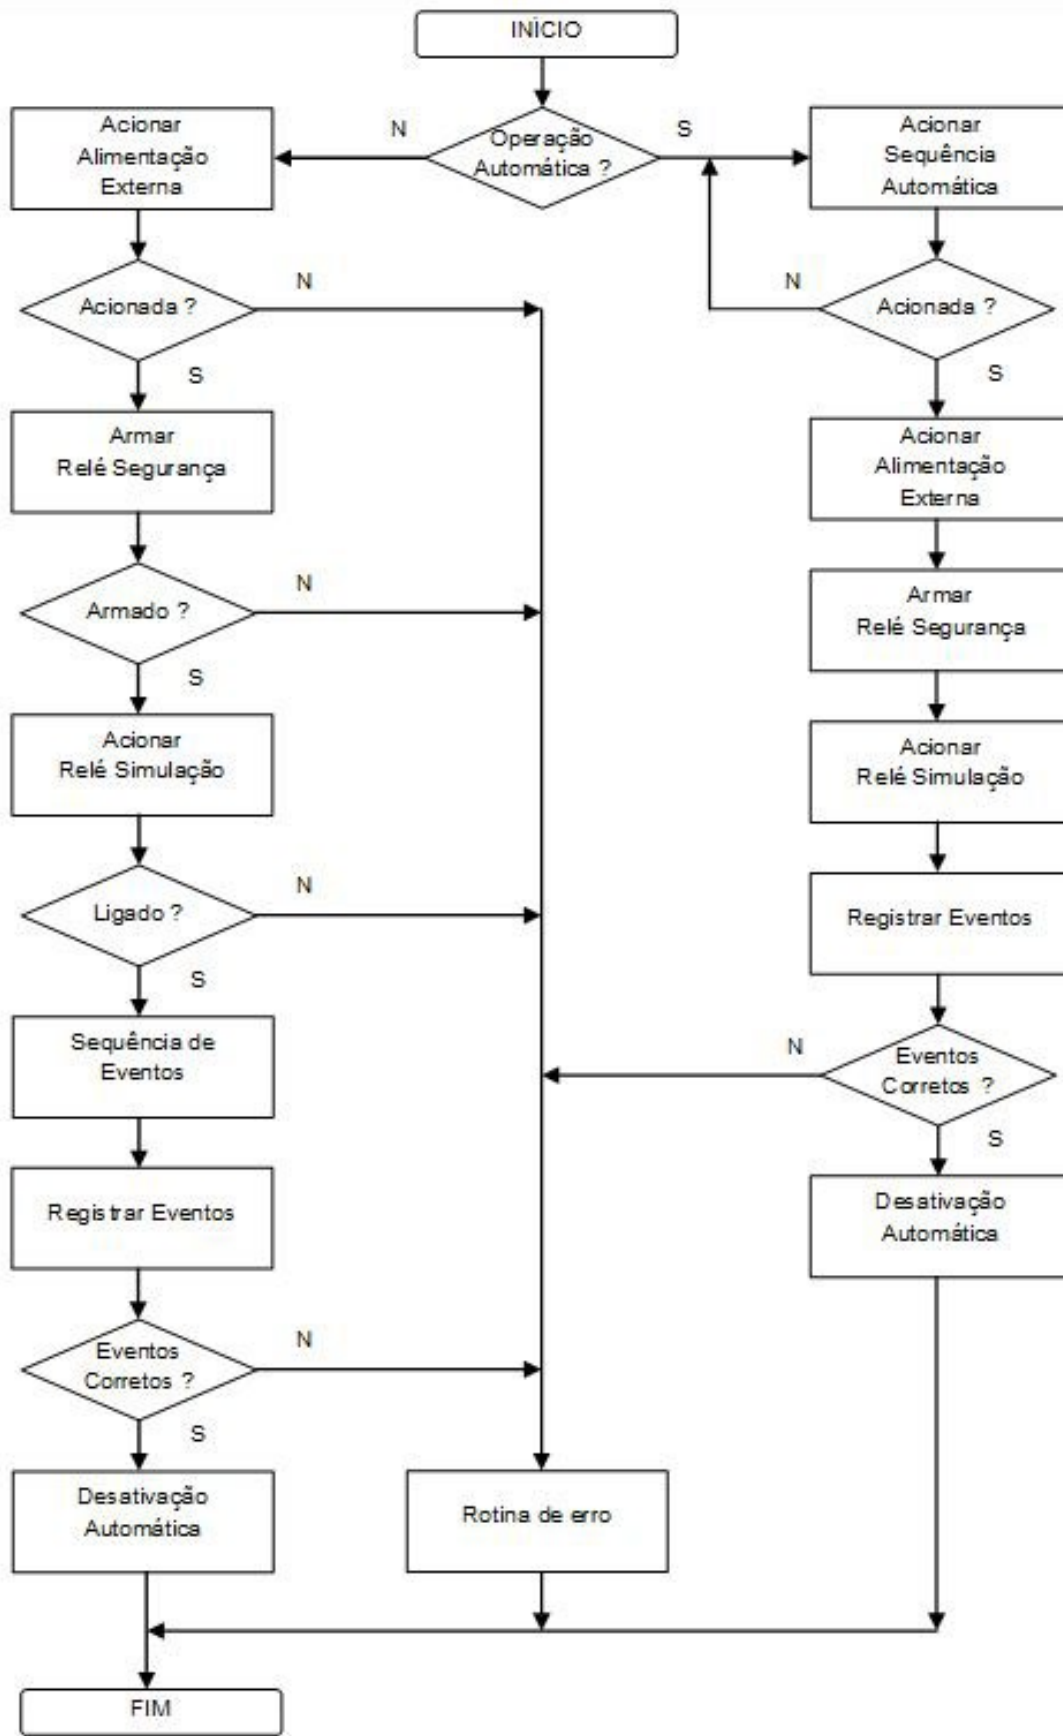 INÍCIO
Operação
Automática ?
N
S
Acionar
Alimentação
Externa
Acionar
Sequência
Automática
Acionada ?
N
S
N
Acionada ?
S
Armar
Relé Segurança
Acionar
Alimentação
Externa
Armado ?
N
S
Armar
Relé Segurança
Acionar
Relé Simulação
Acionar
Relé Simulação
Ligado ?
N
S
Registrar Eventos
Sequência de
Eventos
N
Eventos
Corretos ?
S
Registrar Eventos
Desativação
Automática
Eventos
Corretos ?
N
S
Desativação
Automática
Rotina de erro
FIM